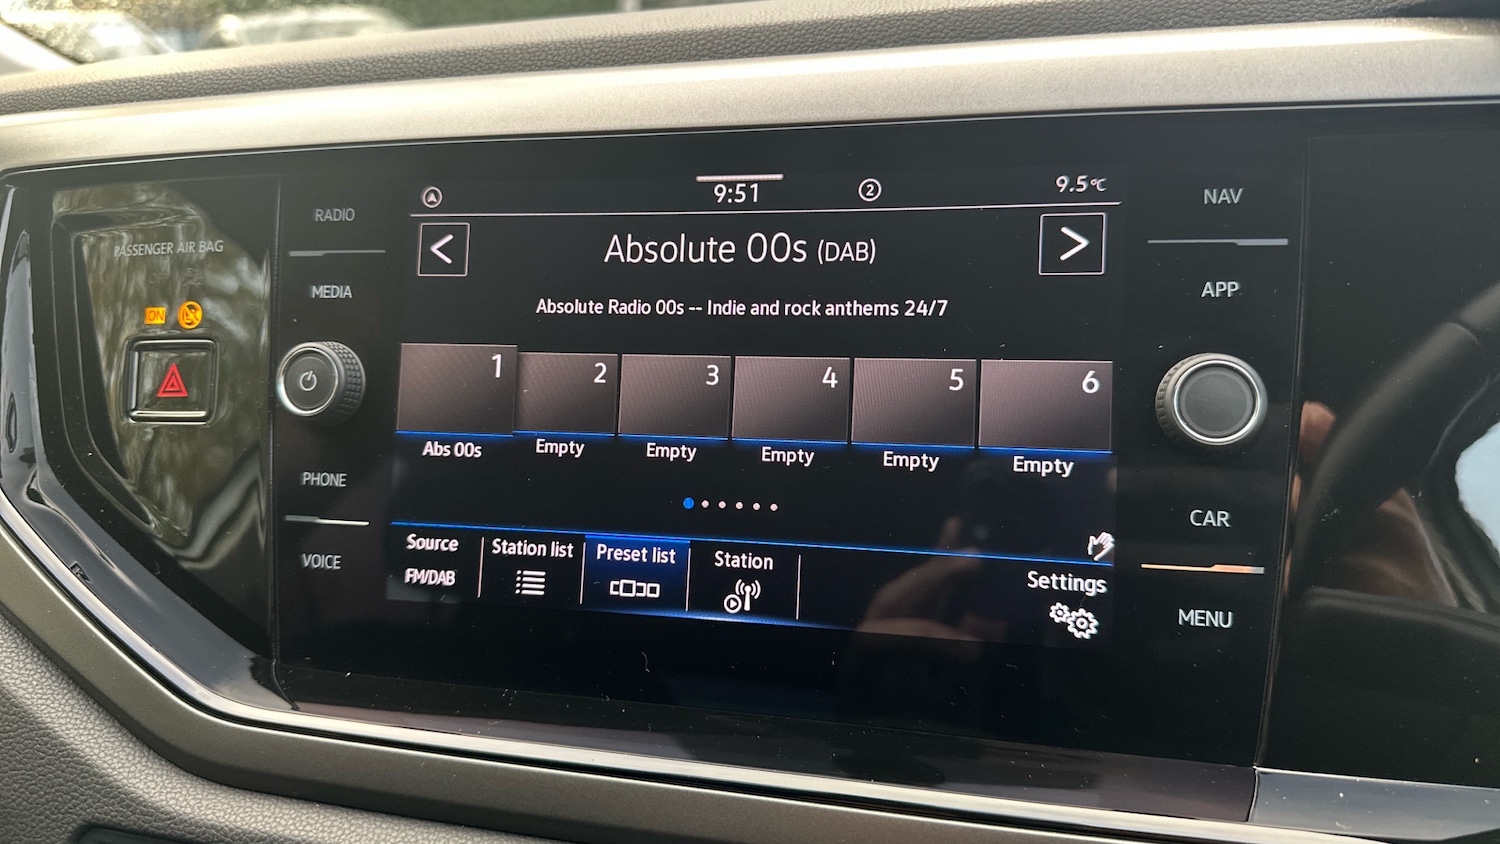 PASSENGER AIR BAG
ON
RADIO
MEDIA
PHONE
VOICE
9:51
2
9.5°C
<
Absolute 00s (DAB)
>
Absolute Radio 00s -- Indie and rock anthems 24/7
1
2
3
4
5
6
Abs 00s
Empty
Empty
Empty
Empty
Empty
Source
FM/DAB
Station list
Preset list
Station
Settings
NAV
APP
CAR
MENU